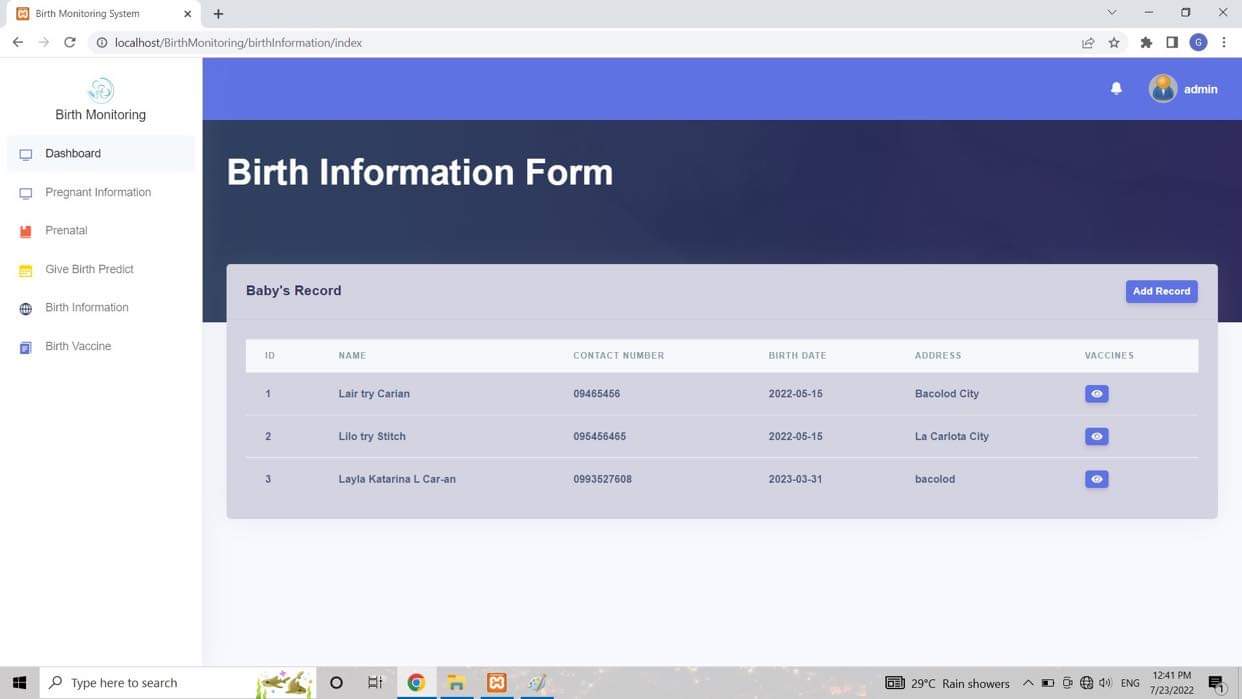 Birth Monitoring System
localhost/BirthMonitoring/birthInformation/index
G
Birth Monitoring
admin
Dashboard
Pregnant Information
Prenatal
Give Birth Predict
Birth Information
Birth Vaccine
Birth Information Form
Baby's Record
Add Record
ID NAME CONTACT NUMBER BIRTH DATE ADDRESS VACCINES
1 Lair try Carian 09465456 2022-05-15 Bacolod City
2 Lilo try Stitch 095456465 2022-05-15 La Carlota City
3 Layla Katarina L Car-an 0993527608 2023-03-31 bacolod
Type here to search
29°C Rain showers
ENG
12:41 PM
7/23/2022
1